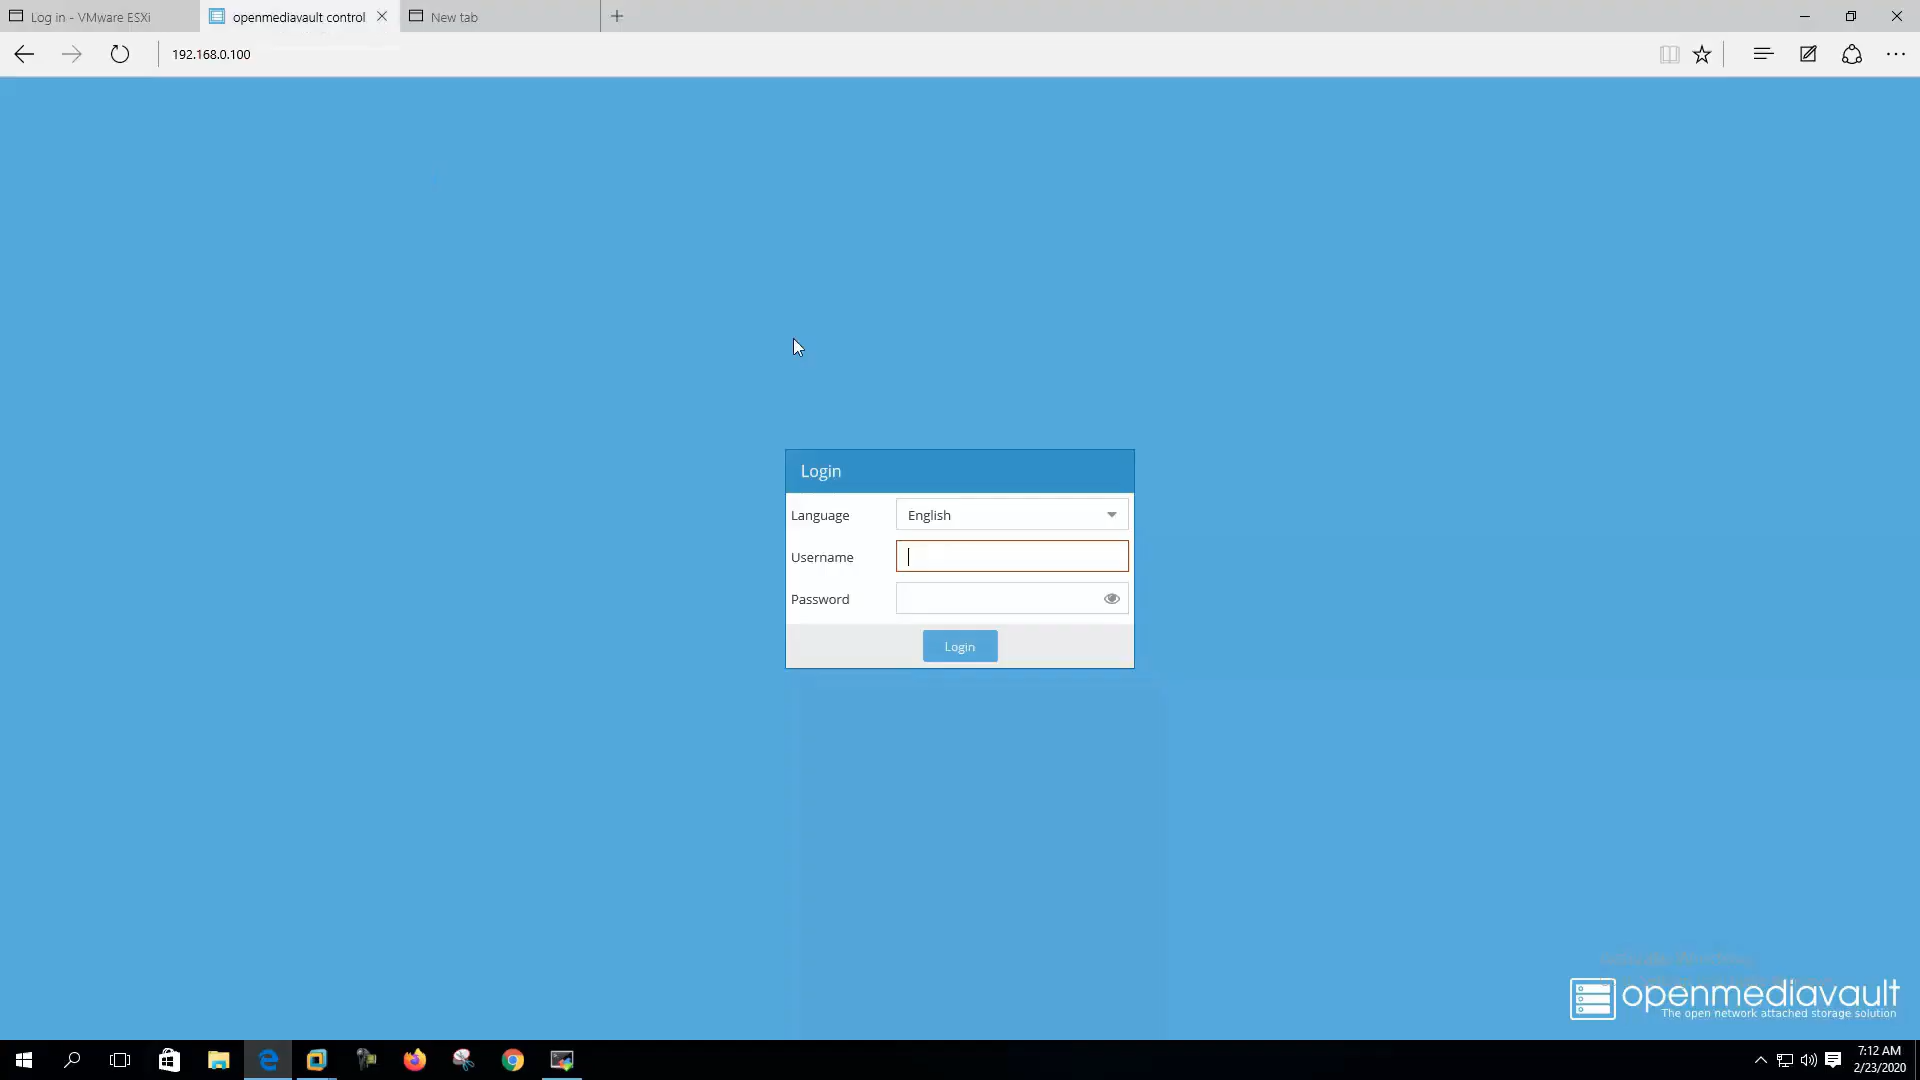 Log in - VMware ESXi
openmediavault control
New tab
192.168.0.100
Login
Language
English
Username
Password
Login
openmediavault
The open network attached storage solution
7:12 AM
2/23/2020